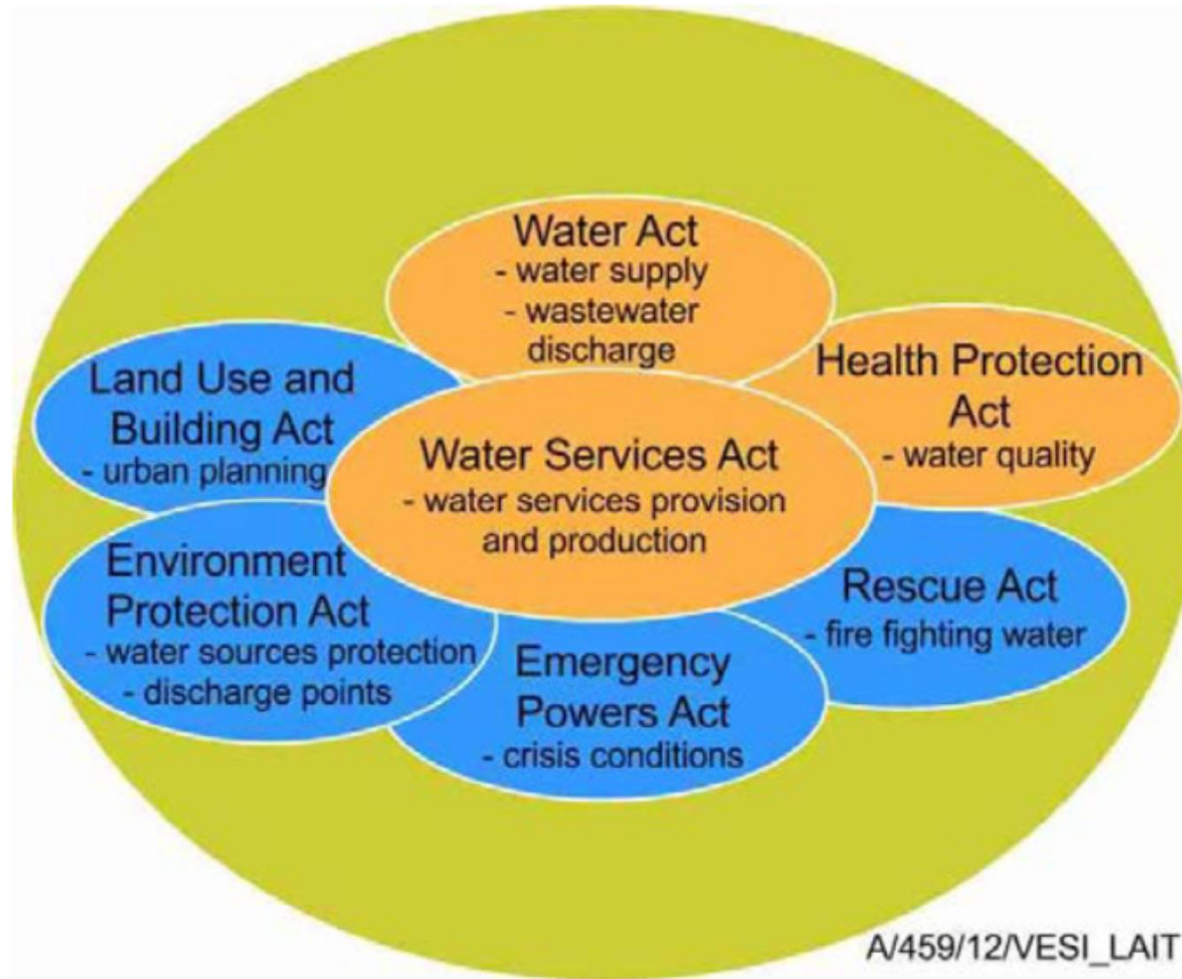 Water Act
- water supply
- wastewater
discharge
Land Use and
Building Act
- urban planning
Health Protection
Act
- water quality
Water Services Act
- water services provision
and production
Environment
Protection Act
- water sources protection
- discharge points
Rescue Act
- fire fighting water
Emergency
Powers Act
- crisis conditions
A/459/12/VESI_LAIT